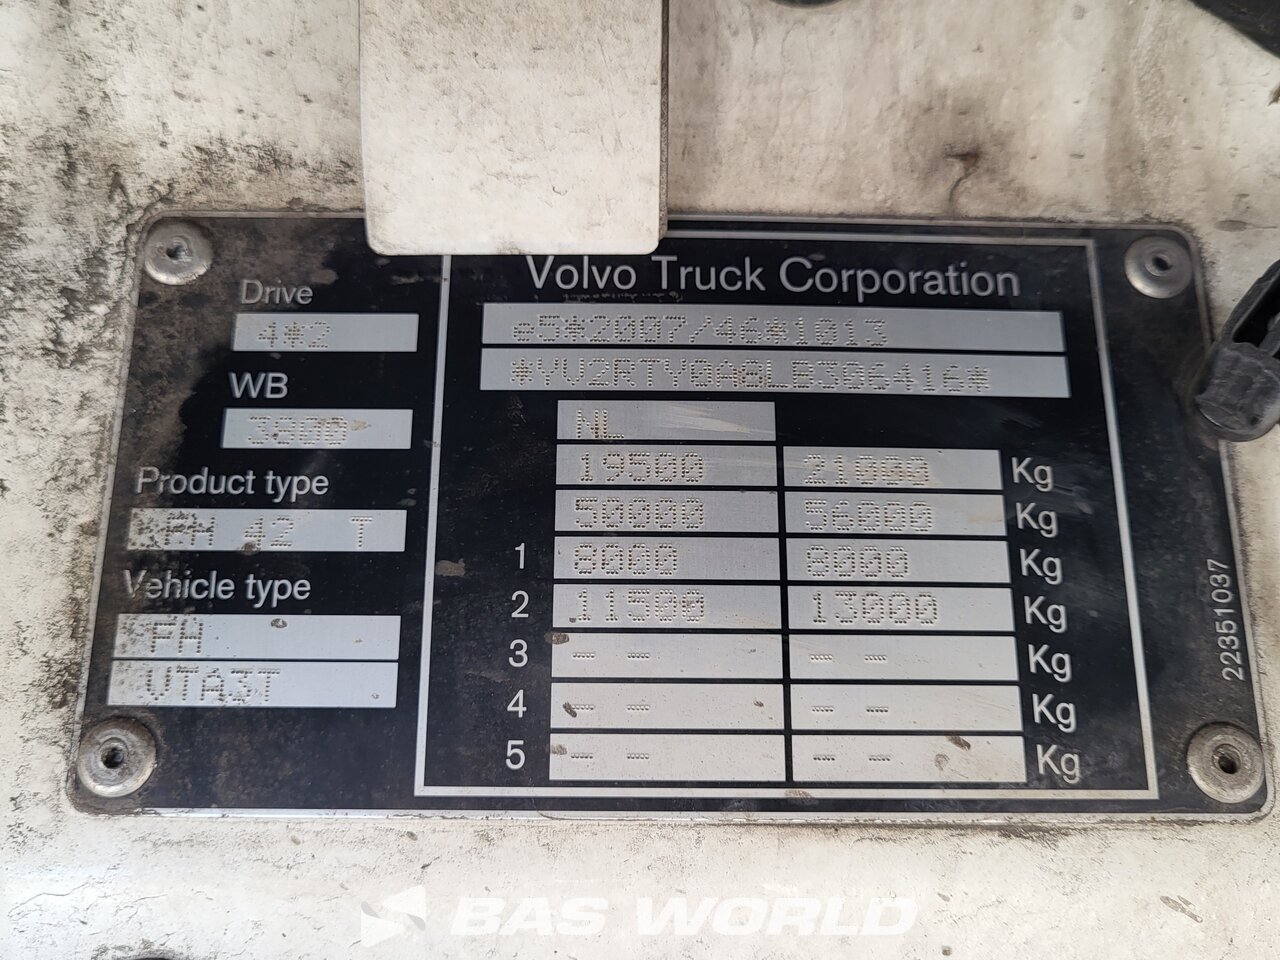 Volvo Truck Corporation
Drive
4*2
WB
3800
Product type
FH 42 T
Vehicle type
FA
VTA3T
e5*2007/46*1013
*YV2RTY0A8LB306416*
NL
19500 21000 Kg
50000 56000 Kg
1 8000 8000 Kg
2 11500 13000 Kg
3 -- -- -- -- Kg
4 -- -- -- -- Kg
5 -- -- -- -- Kg
22351037
BAS WORLD